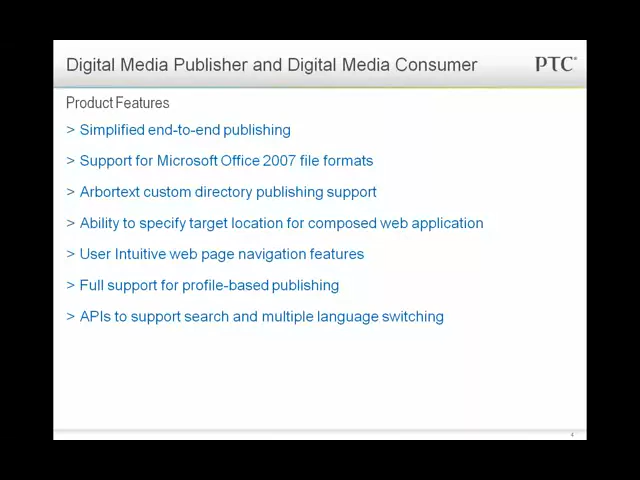 Digital Media Publisher and Digital Media Consumer
PTC®
Product Features
> Simplified end-to-end publishing
> Support for Microsoft Office 2007 file formats
> Arbortext custom directory publishing support
> Ability to specify target location for composed web application
> User Intuitive web page navigation features
> Full support for profile-based publishing
> APIs to support search and multiple language switching
4